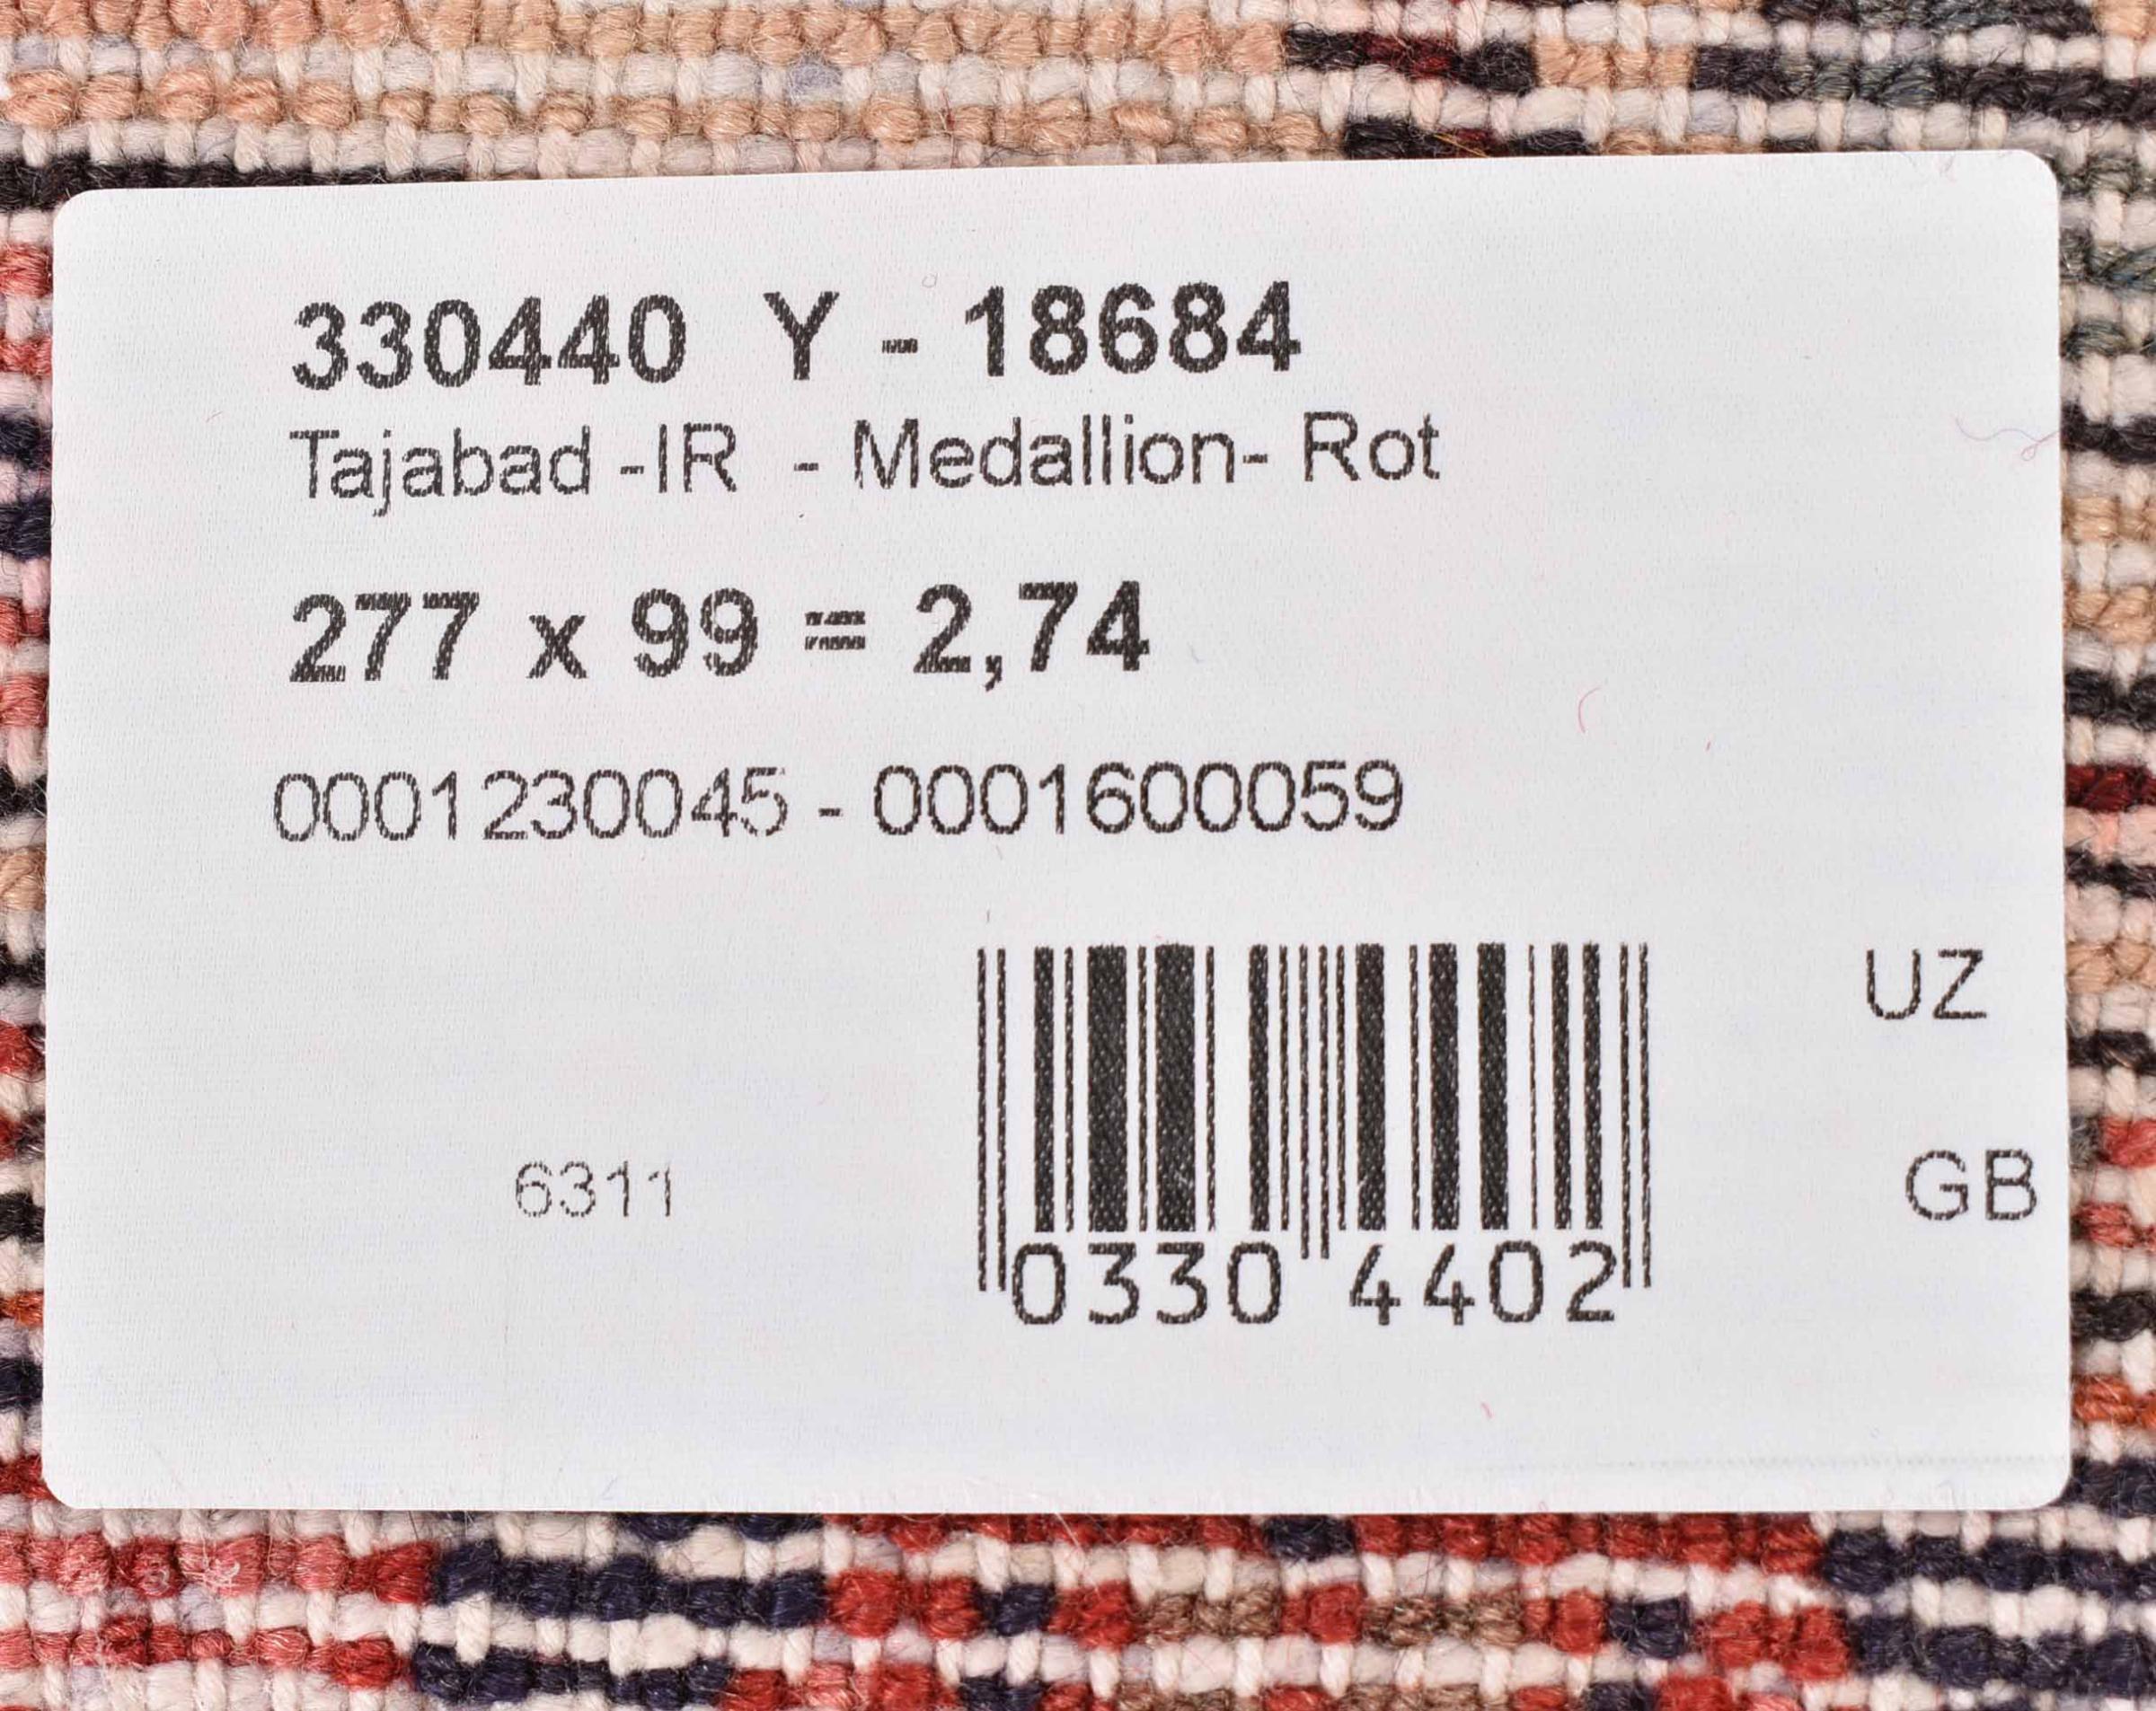 330440 Y - 18684
Tajabad -IR - Medallion- Rot
277 x 99 = 2,74
0001230045 - 0001600059
UZ
6311
GB
0330 4402